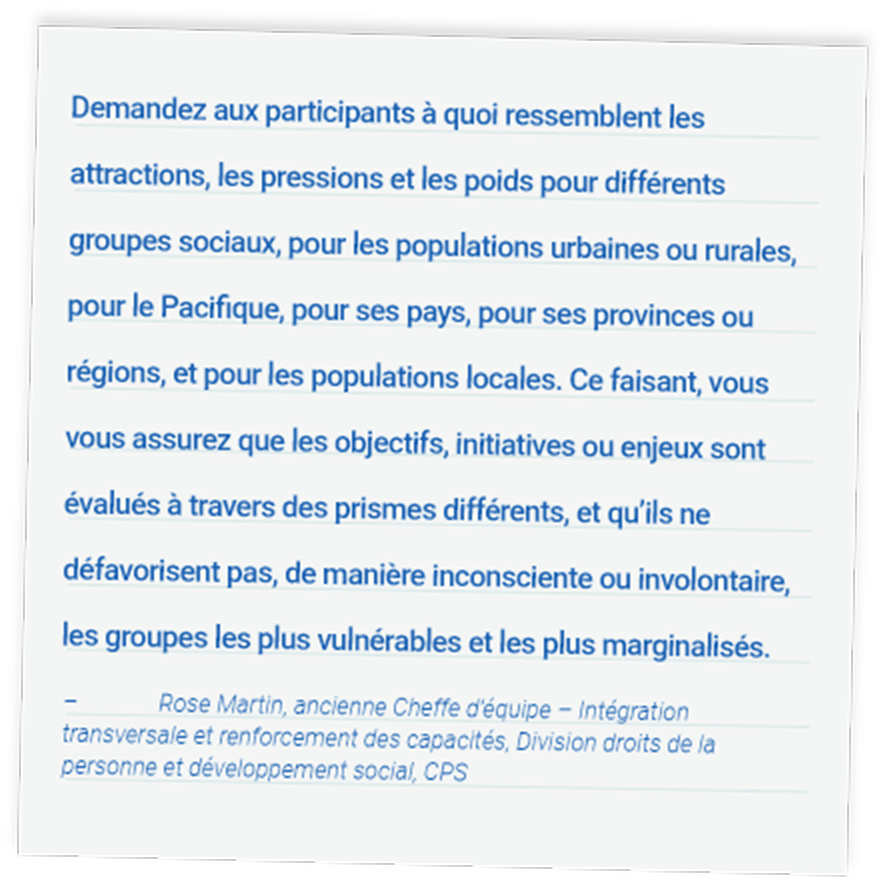 Demandez aux participants à quoi ressemblent les
attractions, les pressions et les poids pour différents
groupes sociaux, pour les populations urbaines ou rurales,
pour le Pacifique, pour ses pays, pour ses provinces ou
régions, et pour les populations locales. Ce faisant, vous
vous assurez que les objectifs, initiatives ou enjeux sont
évalués à travers des prismes différents, et qu’ils ne
défavorisent pas, de manière inconsciente ou involontaire,
les groupes les plus vulnérables et les plus marginalisés.
– Rose Martin, ancienne Cheffe d'équipe – Intégration
transversale et renforcement des capacités, Division droits de la
personne et développement social, CPS